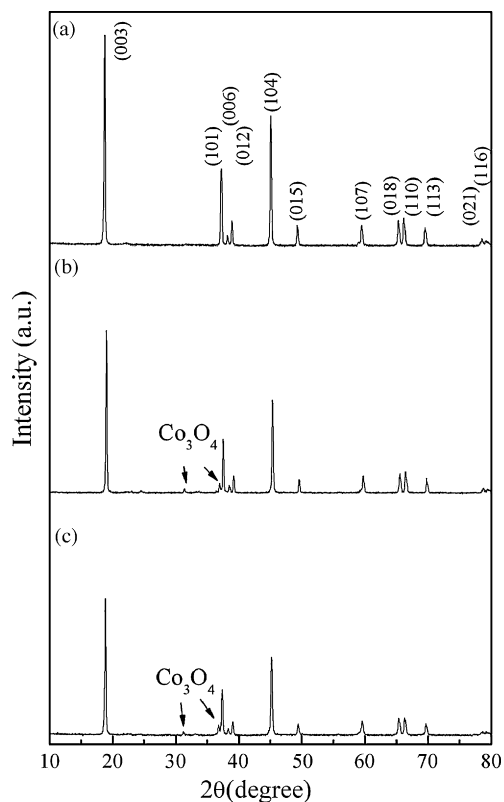 (a)
(003)
(101)
(006)
(012)
(104)
(015)
(107)
(018)
(110)
(113)
(021)
(116)
(b)
Co₃O₄
(c)
Co₃O₄
Intensity (a.u.)
10 20 30 40 50 60 70 80
2θ(degree)